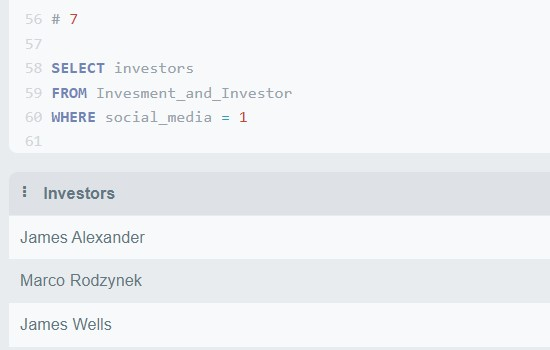 56 # 7
57
58 SELECT investors
59 FROM Invesment_and_Investor
60 WHERE social_media = 1
61
Investors
James Alexander
Marco Rodzynek
James Wells